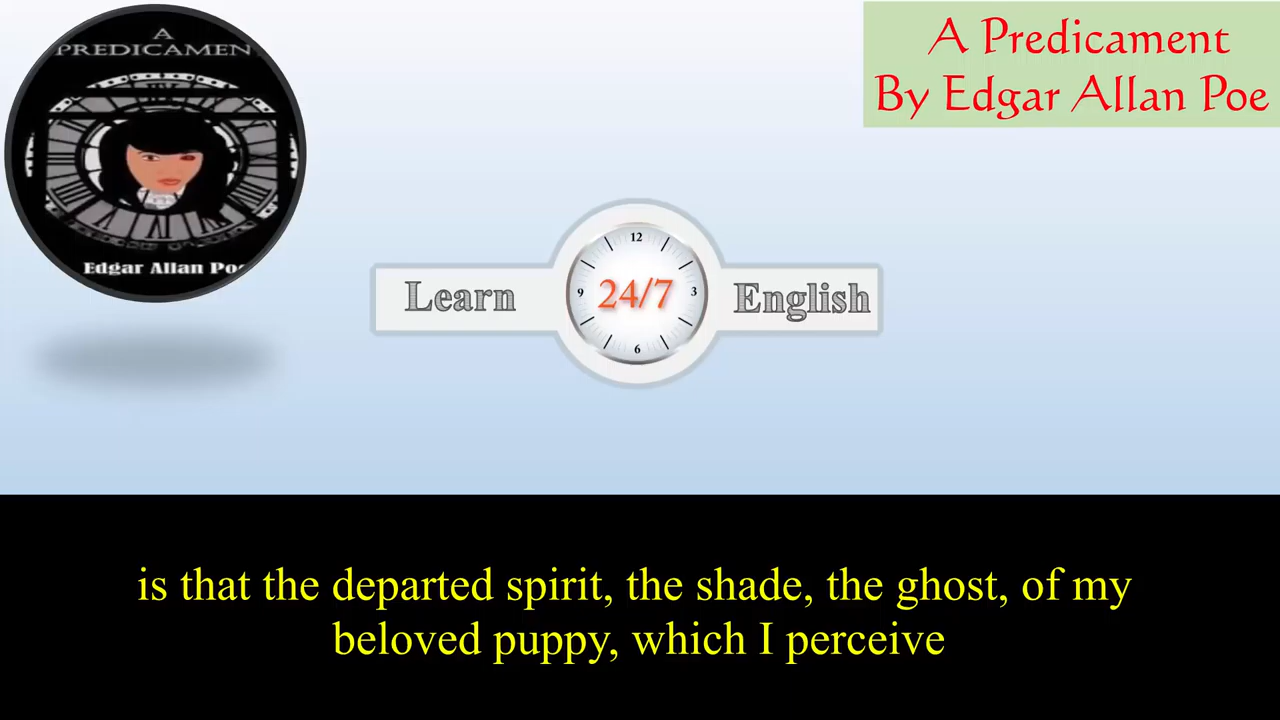 A
PREDICAMEN
Edgar Allan Poe
A Predicament
By Edgar Allan Poe
12
9
3
6
Learn
24/7
English
is that the departed spirit, the shade, the ghost, of my
beloved puppy, which I perceive